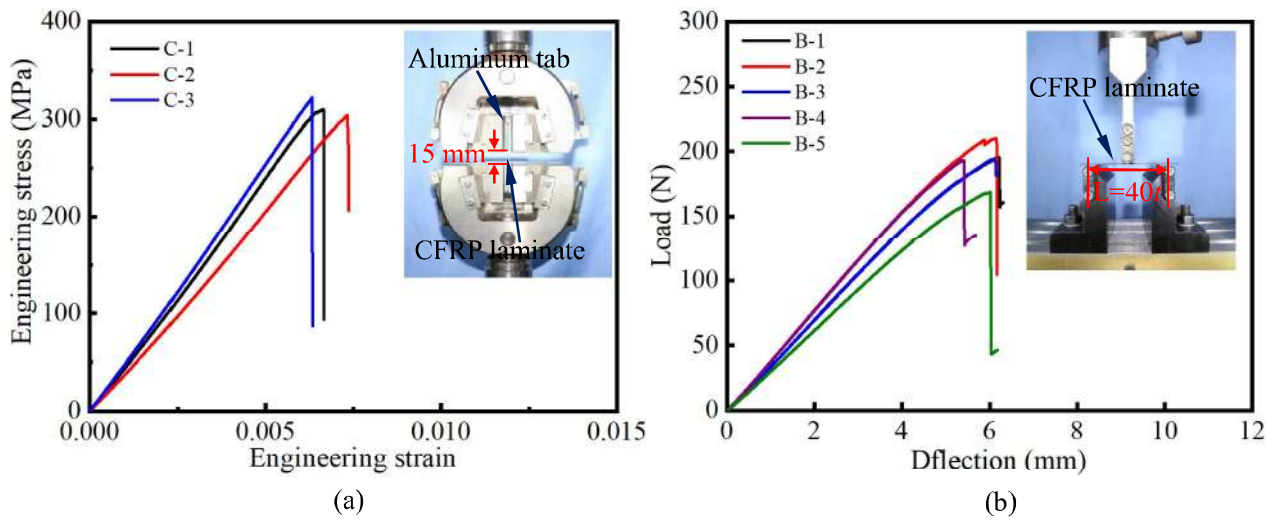 400
300
200
100
0
Engineering stress (MPa)
C-1
C-2
C-3
Aluminum tab
15 mm
CFRP laminate
0.000
0.005
0.010
0.015
Engineering strain
(a)
300
250
200
150
100
50
0
Load (N)
B-1
B-2
B-3
B-4
B-5
CFRP laminate
L=40t
0
2
4
6
8
10
12
Dflection (mm)
(b)